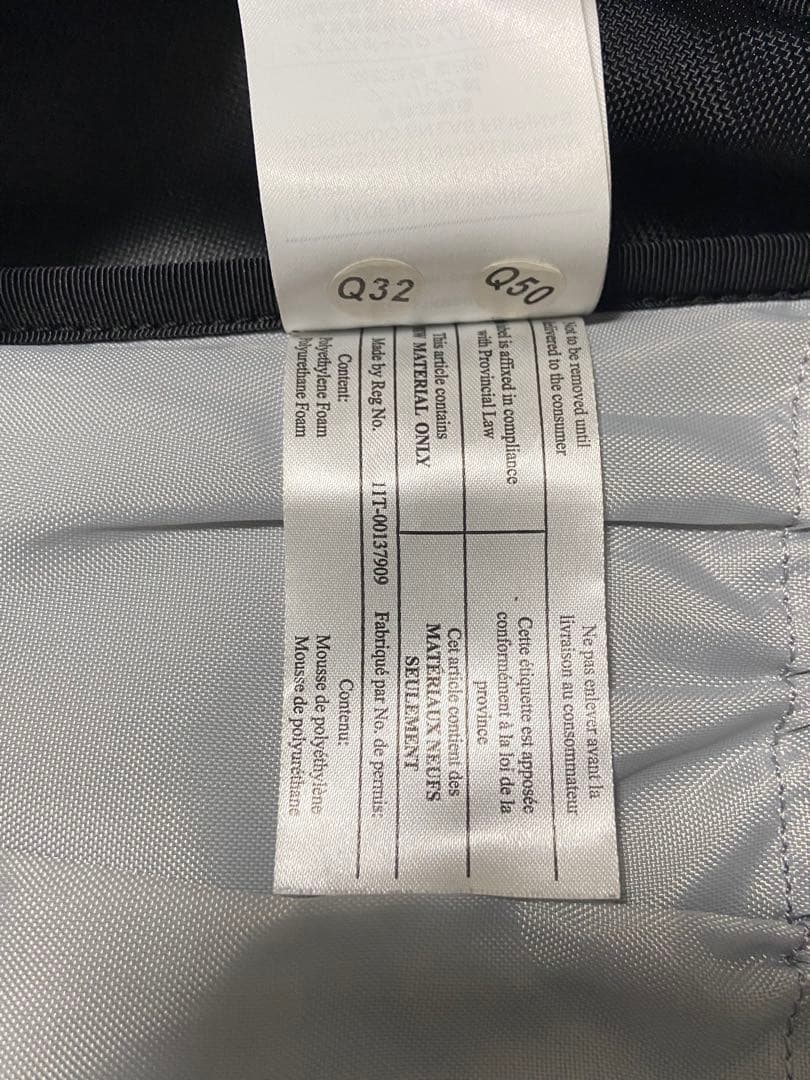 Q32
Q50
Not to be removed until
delivered to the consumer
Ne pas enlever avant la
livraison au consommateur
label is affixed in compliance
with Provincial Law
Cette étiquette est apposée
conformément à la loi de la
province
This article contains
MATERIAL ONLY
Cet article contient des
MATÉRIAUX NEUFS
SEULEMENT
Made by Reg No. 11T-00137909 Fabriqué par No. de permis:
Content:
Polyethylene Foam
Polyurethane Foam
Contenu:
Mousse de polyéthylène
Mousse de polyuréthane